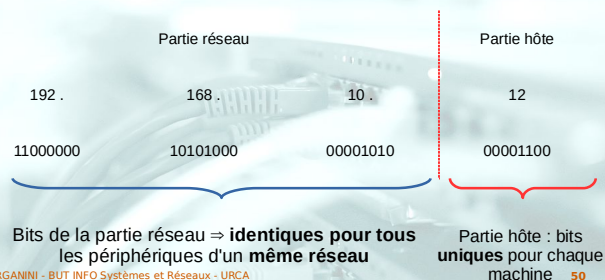 Partie réseau Partie hôte
192 . 168 . 10 . 12
11000000 10101000 00001010 00001100
Bits de la partie réseau ⇒ identiques pour tous
les périphériques d'un même réseau
Partie hôte : bits
uniques pour chaque
machine
RGANINI - BUT INFO Systèmes et Réseaux - URCA 50